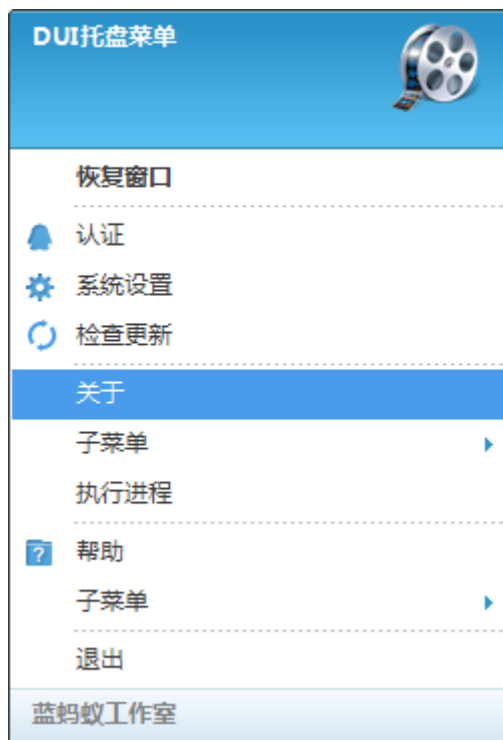 DUI托盘菜单
恢复窗口
认证
系统设置
检查更新
关于
子菜单
执行进程
帮助
子菜单
退出
蓝蚂蚁工作室